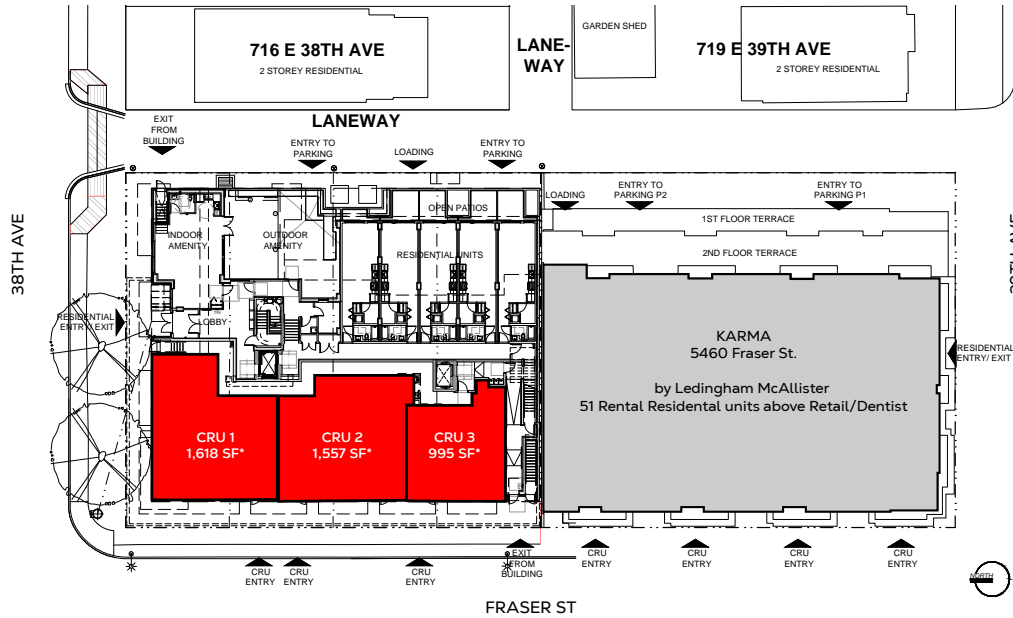 GARDEN SHED
716 E 38TH AVE
2 STOREY RESIDENTIAL
LANE-
WAY
719 E 39TH AVE
2 STOREY RESIDENTIAL
LANEWAY
EXIT
FROM
BUILDING
ENTRY TO
PARKING
LOADING
ENTRY TO
PARKING
LOADING
ENTRY TO
PARKING P2
ENTRY TO
PARKING P1
OPEN PATIOS
1ST FLOOR TERRACE
INDOOR
AMENITY
OUTDOOR
AMENITY
RESIDENTIAL UNITS
2ND FLOOR TERRACE
38TH AVE
RESIDENTIAL
ENTRY/ EXIT
LOBBY
KARMA
5460 Fraser St.
by Ledingham McAllister
51 Rental Residental units above Retail/Dentist
RESIDENTIAL
ENTRY/ EXIT
CRU 1
1,618 SF*
CRU 2
1,557 SF*
CRU 3
995 SF*
CRU
ENTRY
CRU
ENTRY
CRU
ENTRY
EXIT
FROM
BUILDING
CRU
ENTRY
CRU
ENTRY
CRU
ENTRY
CRU
ENTRY
NORTH
FRASER ST